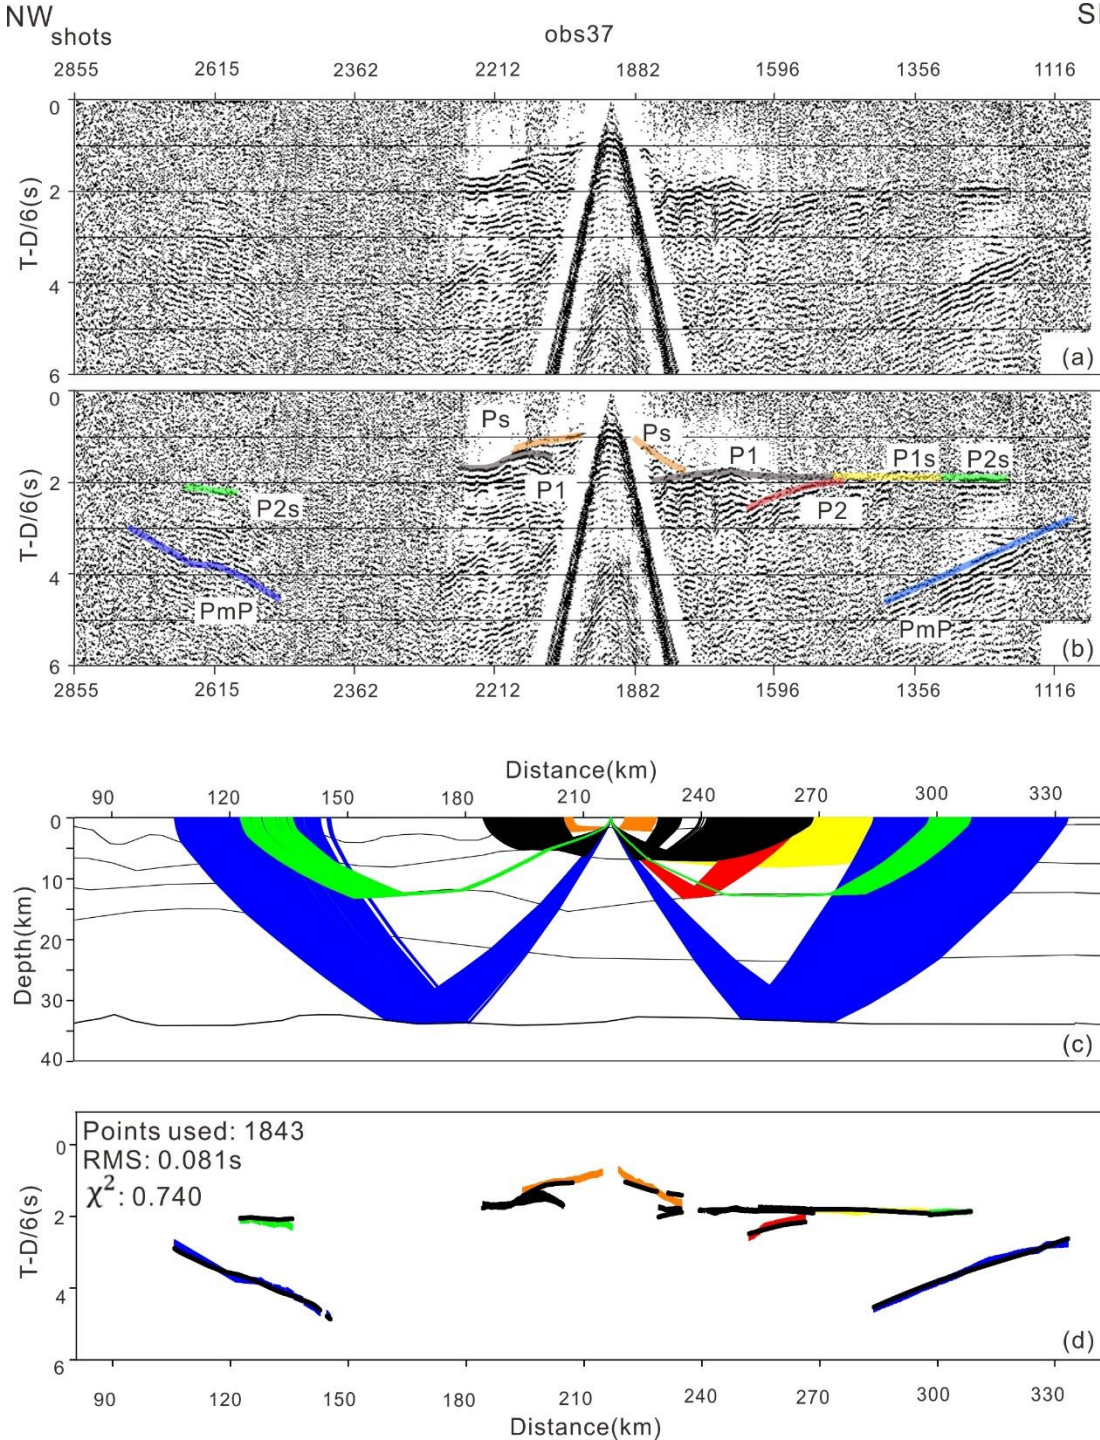 NW
obs37
SI
shots
2855 2615 2362 2212 1882 1596 1356 1116
0
2
4
6
T-D/6(s)
(a)
0
2
4
6
T-D/6(s)
Ps
Ps
P1
P1s
P2s
P1
P2
P2s
PmP
PmP
(b)
2855 2615 2362 2212 1882 1596 1356 1116
Distance(km)
90 120 150 180 210 240 270 300 330
0
10
20
30
40
Depth(km)
(c)
Points used: 1843
RMS: 0.081s
χ²: 0.740
0
2
4
6
T-D/6(s)
(d)
90 120 150 180 210 240 270 300 330
Distance(km)